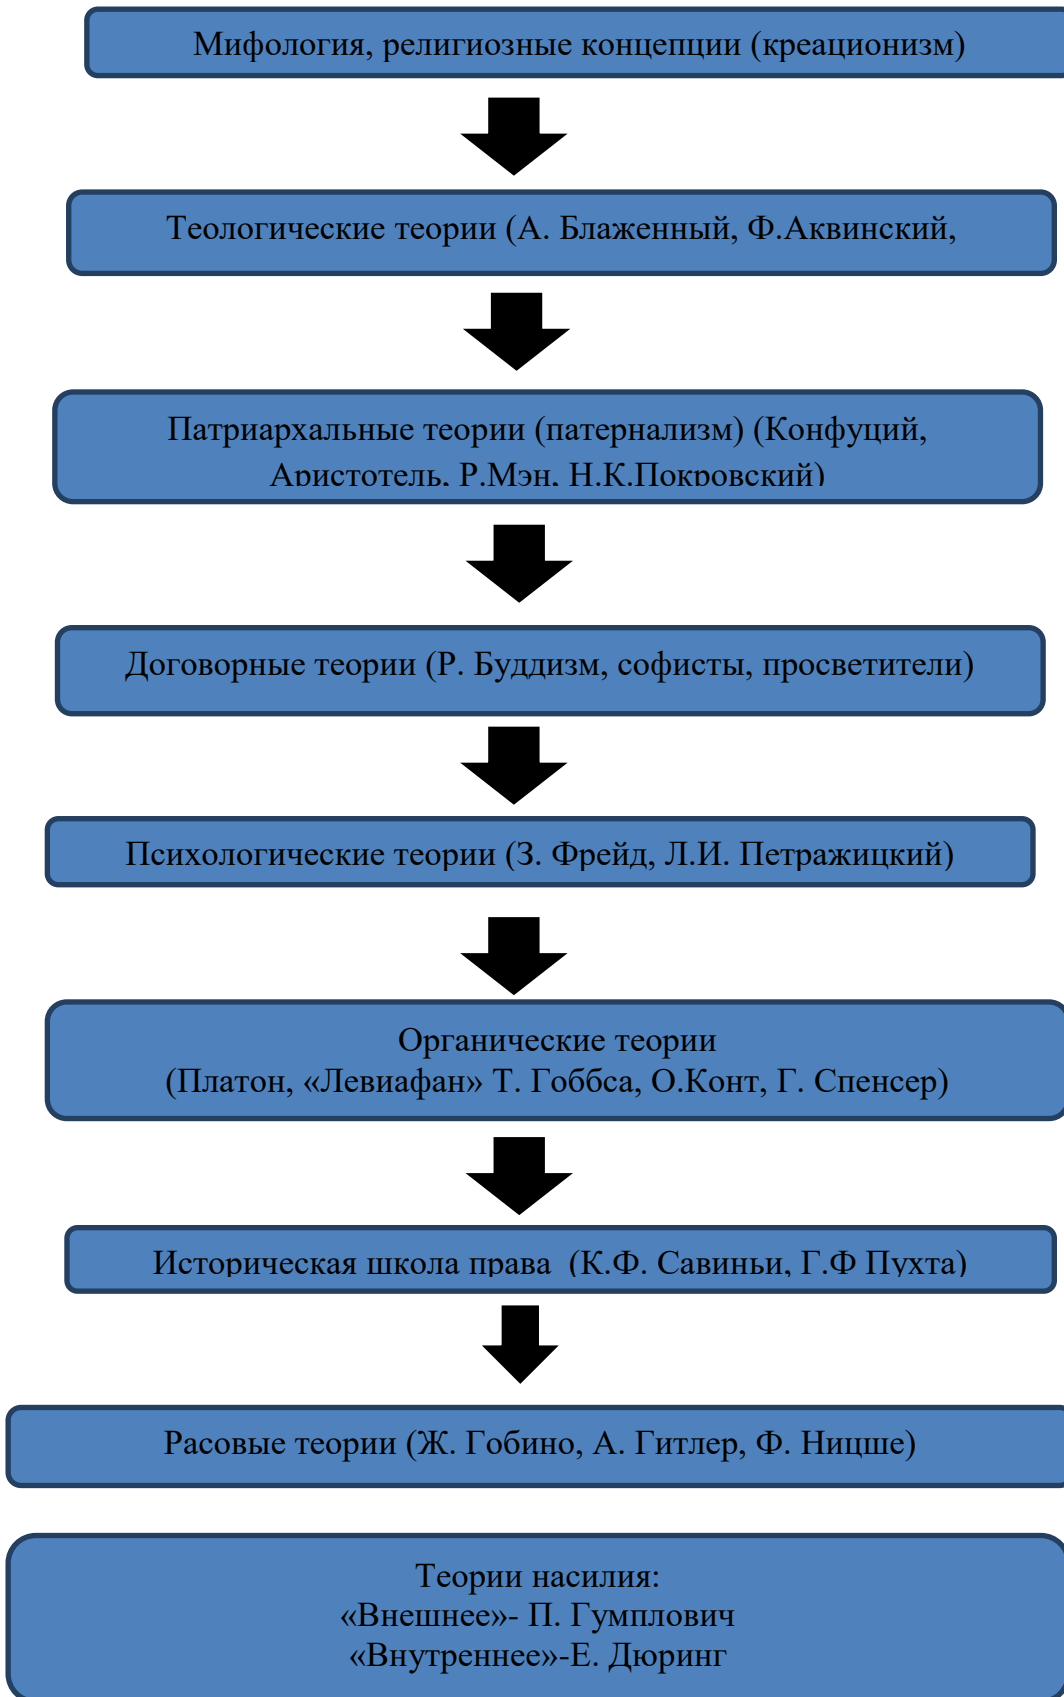 Мифология, религиозные концепции (креационизм)
Теологические теории (А. Блаженный, Ф.Аквинский,
Патриархальные теории (патернализм) (Конфуций,
Аристотель, Р.Мэн, Н.К.Покровский)
Договорные теории (Р. Буддизм, софисты, просветители)
Психологические теории (З. Фрейд, Л.И. Петражицкий)
Органические теории
(Платон, «Левиафан» Т. Гоббса, О.Конт, Г. Спенсер)
Историческая школа права (К.Ф. Савиньи, Г.Ф Пухта)
Расовые теории (Ж. Гобино, А. Гитлер, Ф. Ницше)
Теории насилия:
«Внешнее»- П. Гумплович
«Внутреннее»-Е. Дюринг